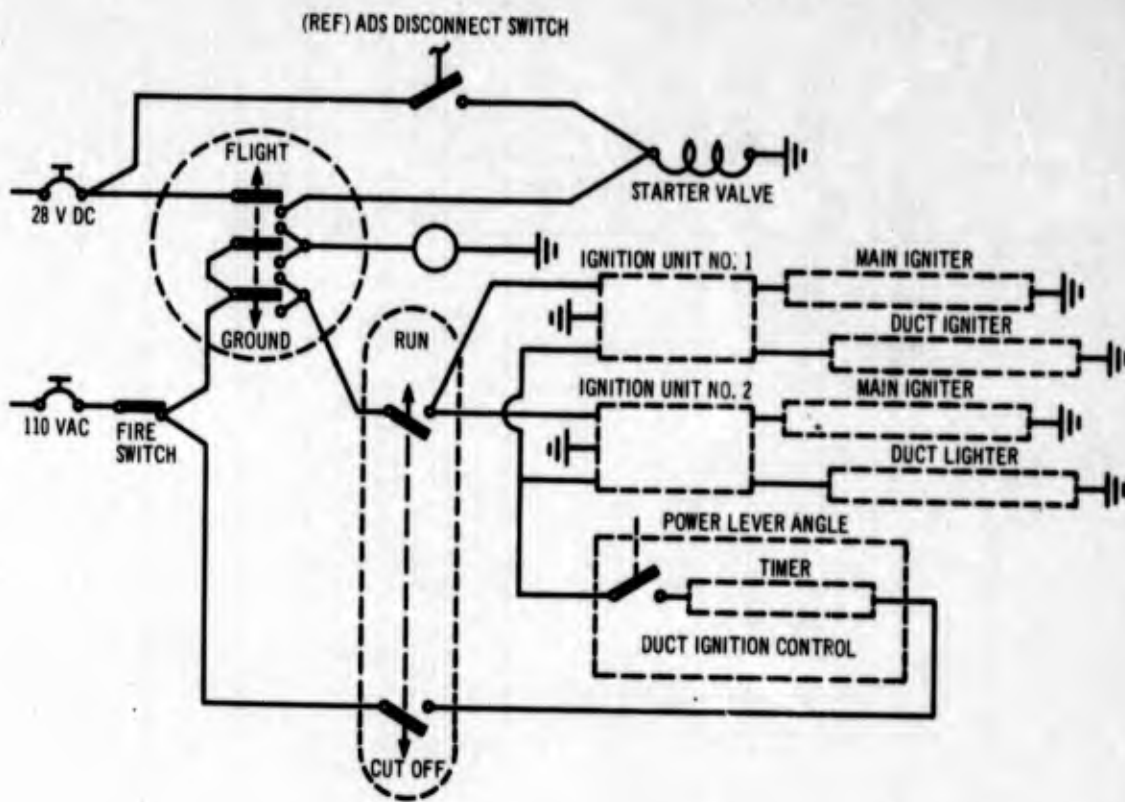 (REF) ADS DISCONNECT SWITCH
FLIGHT
28 V DC
STARTER VALVE
GROUND
RUN
IGNITION UNIT NO. 1
MAIN IGNITER
DUCT IGNITER
110 VAC
FIRE
SWITCH
IGNITION UNIT NO. 2
MAIN IGNITER
DUCT LIGHTER
POWER LEVER ANGLE
TIMER
DUCT IGNITION CONTROL
CUT OFF